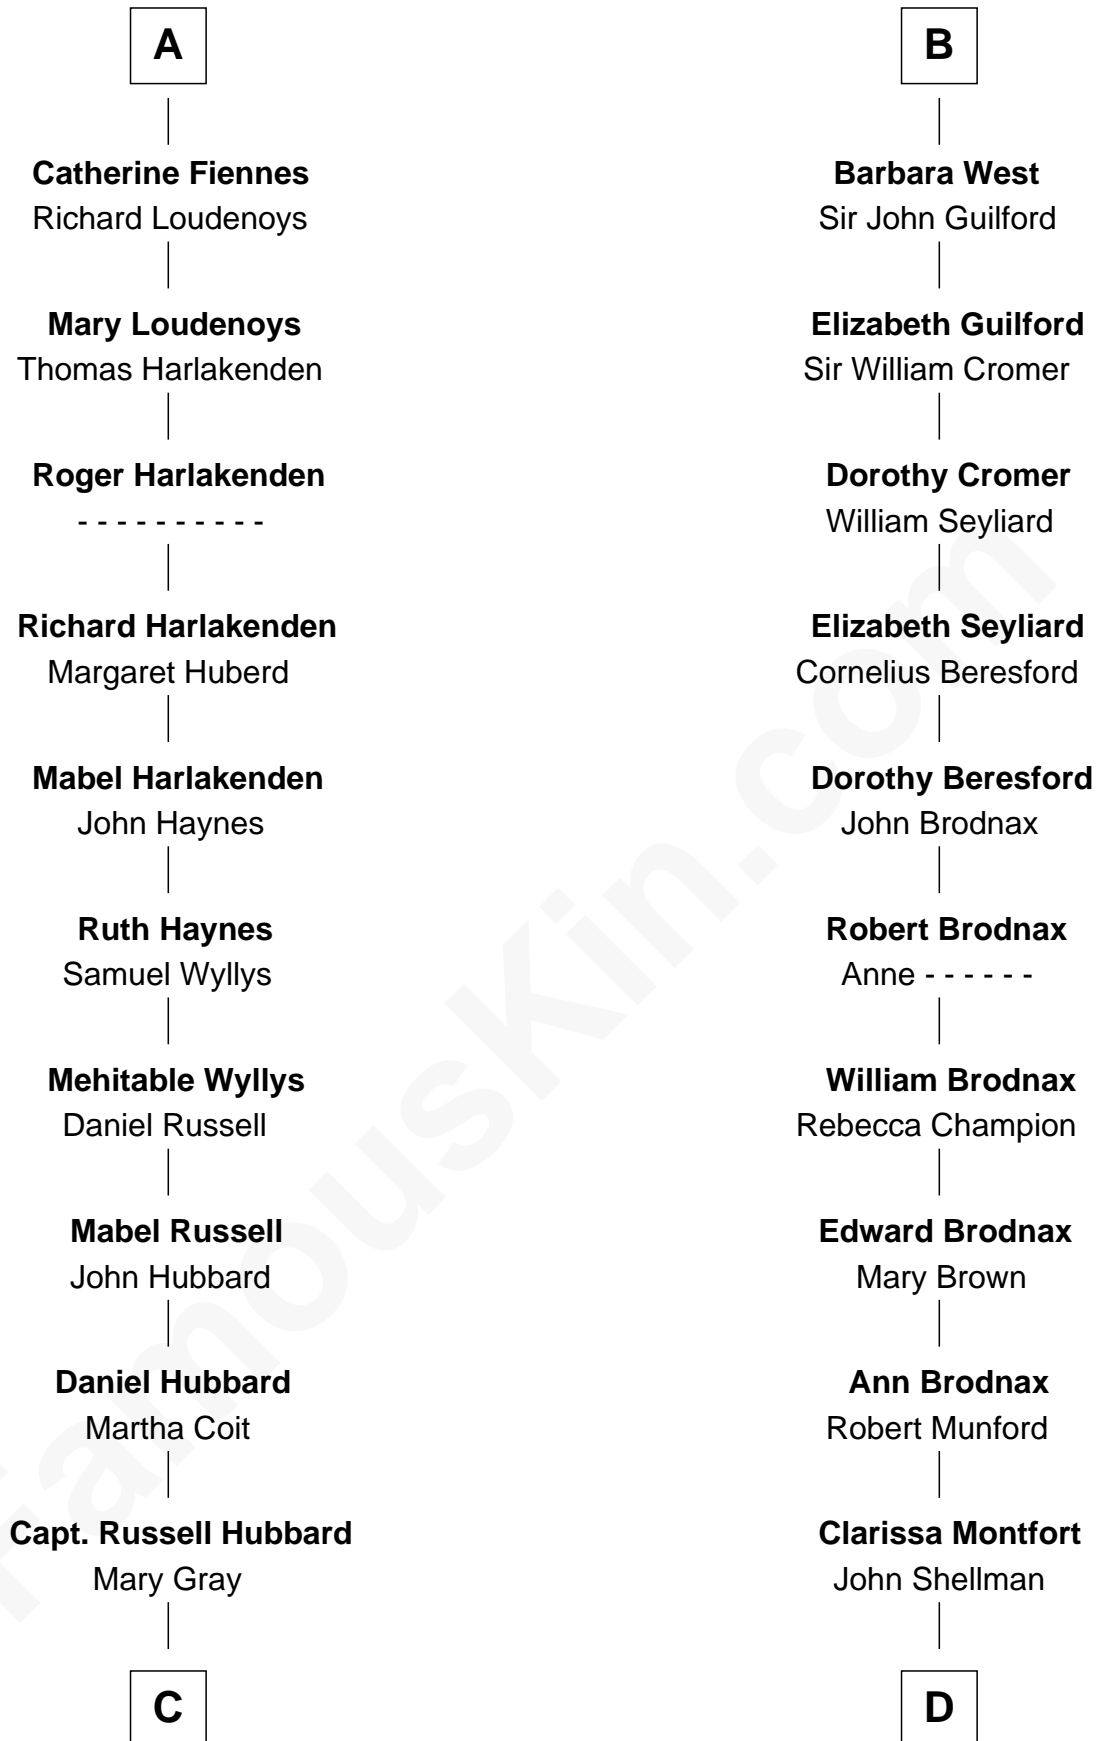 A
Catherine Fiennes
Richard Loudenoys
Mary Loudenoys
Thomas Harlakenden
Roger Harlakenden
- - - - - - - - - -
Richard Harlakenden
Margaret Huberd
Mabel Harlakenden
John Haynes
Ruth Haynes
Samuel Wyllys
Mehitable Wyllys
Daniel Russell
Mabel Russell
John Hubbard
Daniel Hubbard
Martha Coit
Capt. Russell Hubbard
Mary Gray
C
B
Barbara West
Sir John Guilford
Elizabeth Guilford
Sir William Cromer
Dorothy Cromer
William Seyliard
Elizabeth Seyliard
Cornelius Beresford
Dorothy Beresford
John Brodnax
Robert Brodnax
Anne - - - - - -
William Brodnax
Rebecca Champion
Edward Brodnax
Mary Brown
Ann Brodnax
Robert Munford
Clarissa Montfort
John Shellman
D
FamousKin.com